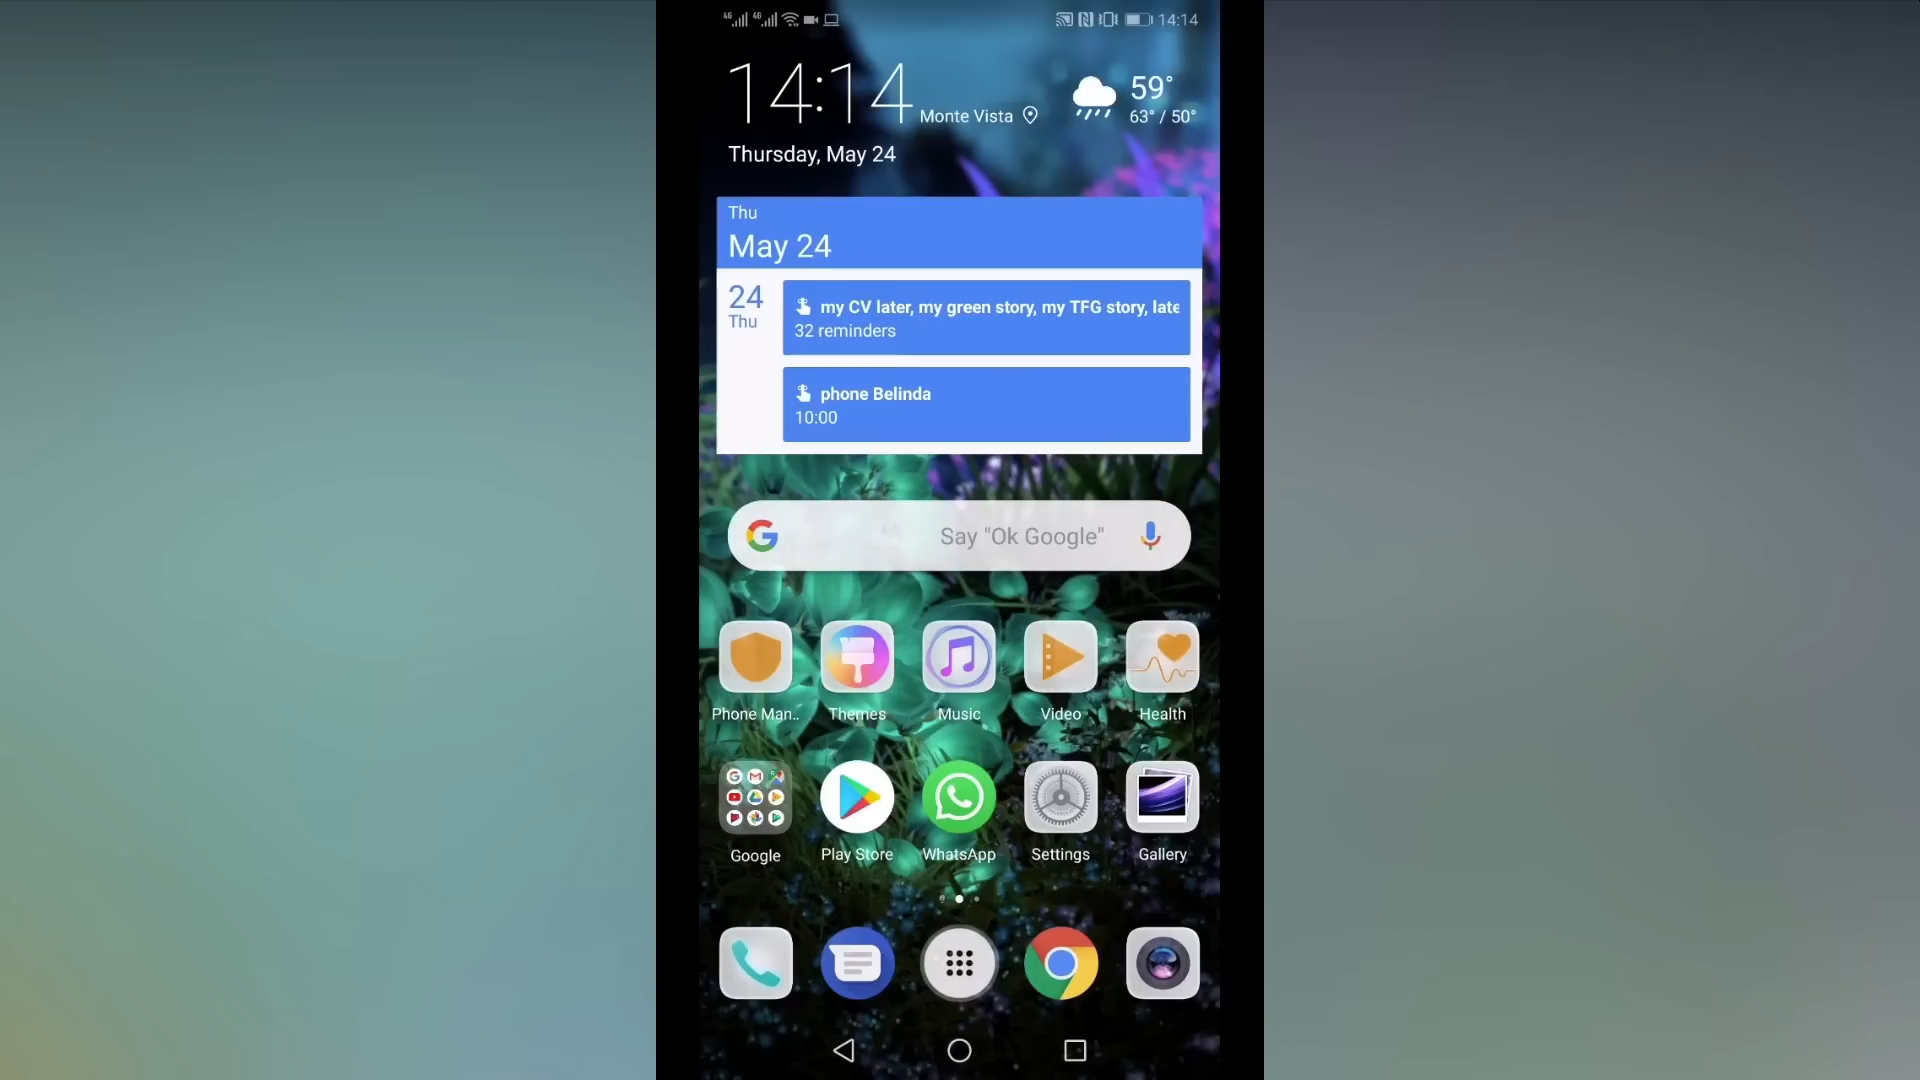 4G 4G 14:14
14:14 Monte Vista 59°
63° / 50°
Thursday, May 24
Thu
May 24
24
Thu
my CV later, my green story, my TFG story, late
32 reminders
phone Belinda
10:00
G Say "Ok Google"
Phone Man.. Themes Music Video Health
Google Play Store WhatsApp Settings Gallery